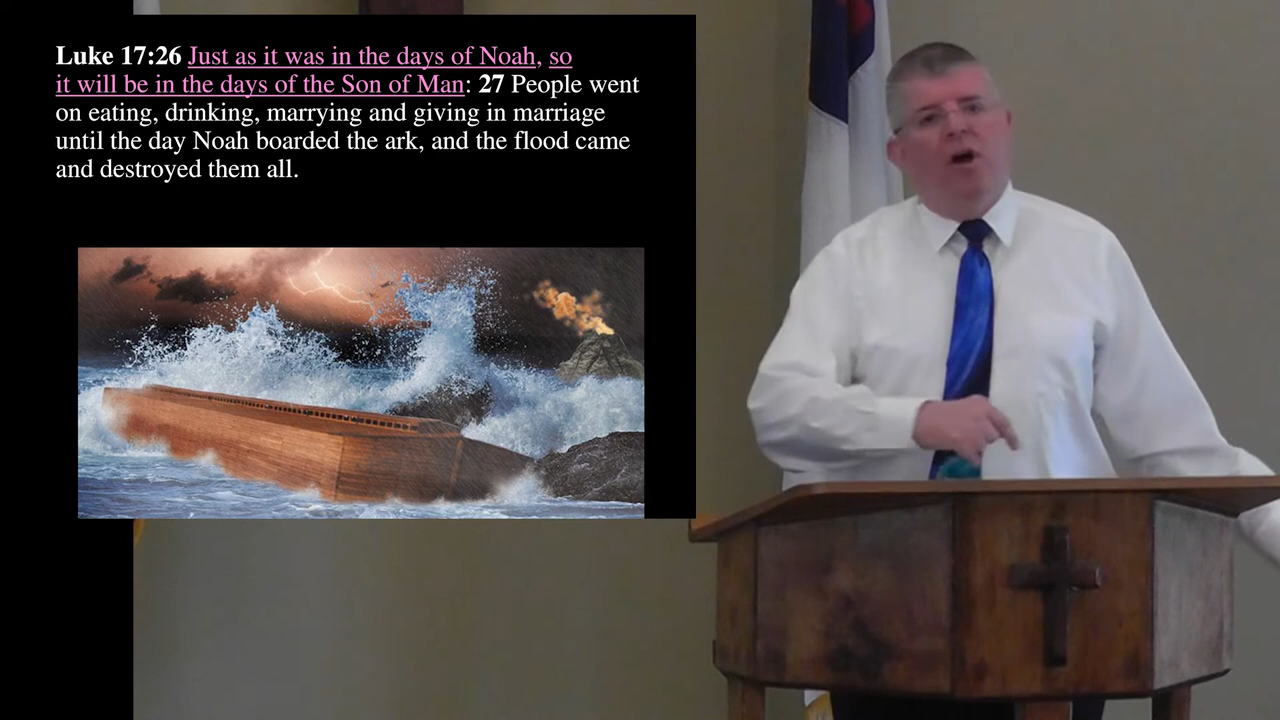 Luke 17:26 Just as it was in the days of Noah, so
it will be in the days of the Son of Man: 27 People went
on eating, drinking, marrying and giving in marriage
until the day Noah boarded the ark, and the flood came
and destroyed them all.